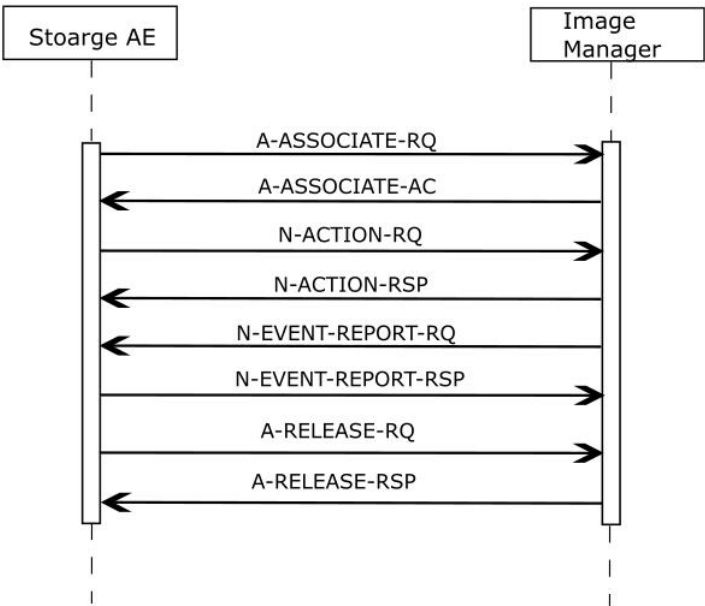 Stoarge AE
Image
Manager
A-ASSOCIATE-RQ
A-ASSOCIATE-AC
N-ACTION-RQ
N-ACTION-RSP
N-EVENT-REPORT-RQ
N-EVENT-REPORT-RSP
A-RELEASE-RQ
A-RELEASE-RSP